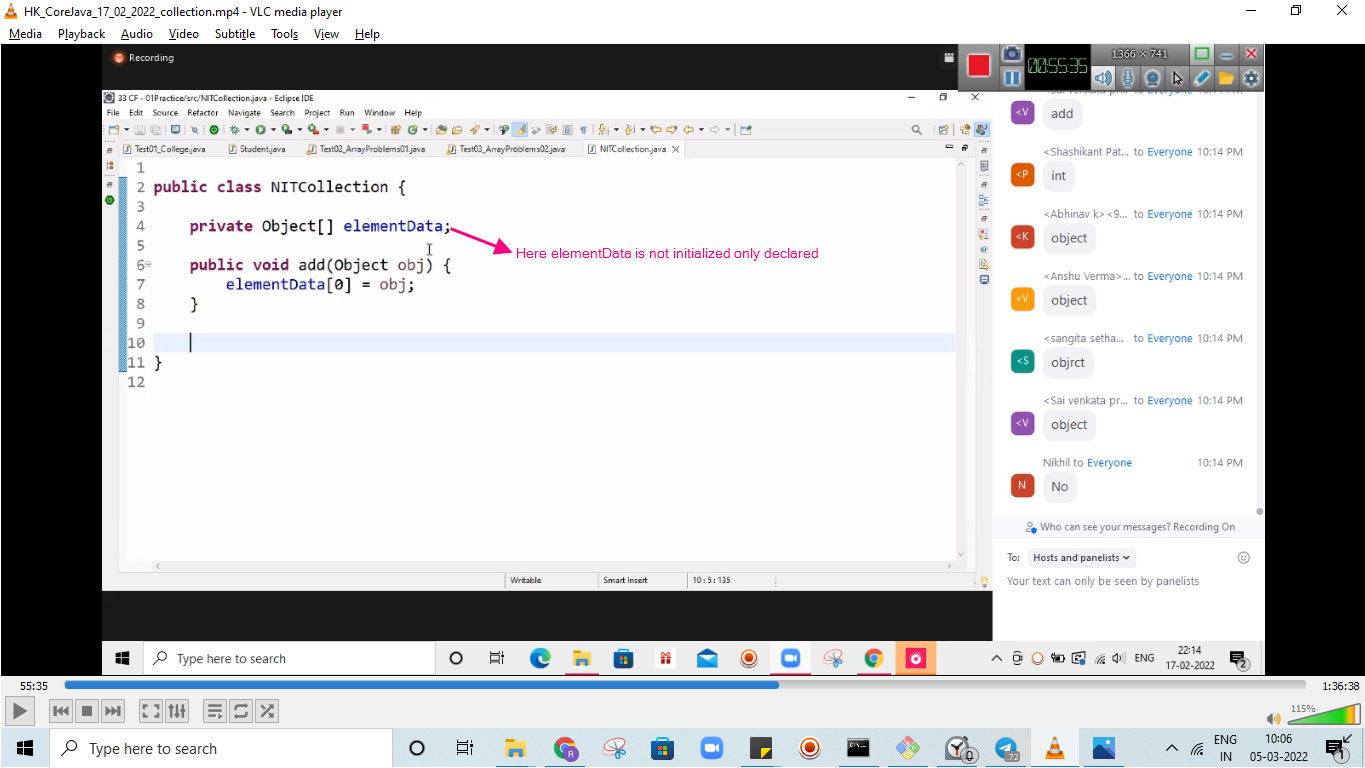 HK_CoreJava_17_02_2022_collection.mp4 - VLC media player
Media Playback Audio Video Subtitle Tools View Help
Recording
1366 × 741
00:55:35
33 CF - 01Practice/src/NITCollection.java - Eclipse IDE
File Edit Source Refactor Navigate Search Project Run Window Help
Test01_College.java Student.java Test02_ArrayProblems01.java Test03_ArrayProblems02.java NITCollection.java
1
2 public class NITCollection {
3
4 private Object[] elementData;
5
Here elementData is not initialized only declared
6 public void add(Object obj) {
7 elementData[0] = obj;
8 }
9
10
11 }
12
Writable Smart Insert 10 : 5 : 135
to Everyone
<V add
<Shashikant Pat... to Everyone 10:14 PM
<P int
<Abhinav k> <9... to Everyone 10:14 PM
<K object
<Anshu Verma>... to Everyone 10:14 PM
<V object
<sangita setha... to Everyone 10:14 PM
<S objrct
<Sai venkata pr... to Everyone 10:14 PM
<V object
Nikhil to Everyone 10:14 PM
N No
Who can see your messages? Recording On
To: Hosts and panelists
Your text can only be seen by panelists
Type here to search
ENG
22:14
17-02-2022
2
55:35
1:36:38
115%
Type here to search
72
ENG
IN
10:06
05-03-2022
1